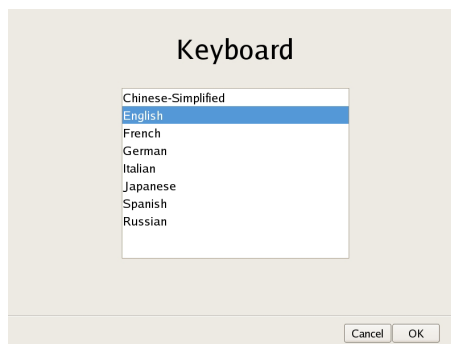 Keyboard
Chinese-Simplified
English
French
German
Italian
Japanese
Spanish
Russian
Cancel OK